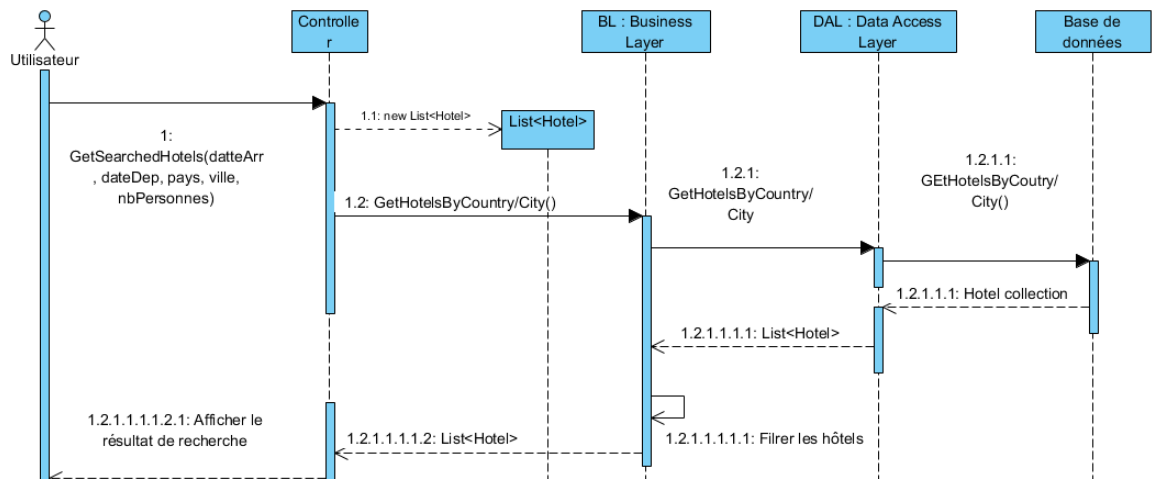 Utilisateur
Controlle
r
BL : Business
Layer
DAL : Data Access
Layer
Base de
données
1.1: new List<Hotel>
List<Hotel>
1:
GetSearchedHotels(datteArr
, dateDep, pays, ville,
nbPersonnes)
1.2: GetHotelsByCountry/City()
1.2.1:
GetHotelsByCountry/
City
1.2.1.1:
GEtHotelsByCoutry/
City()
1.2.1.1.1: Hotel collection
1.2.1.1.1.1: List<Hotel>
1.2.1.1.1.1.1: Filrer les hôtels
1.2.1.1.1.1.2: List<Hotel>
1.2.1.1.1.1.2.1: Afficher le
résultat de recherche